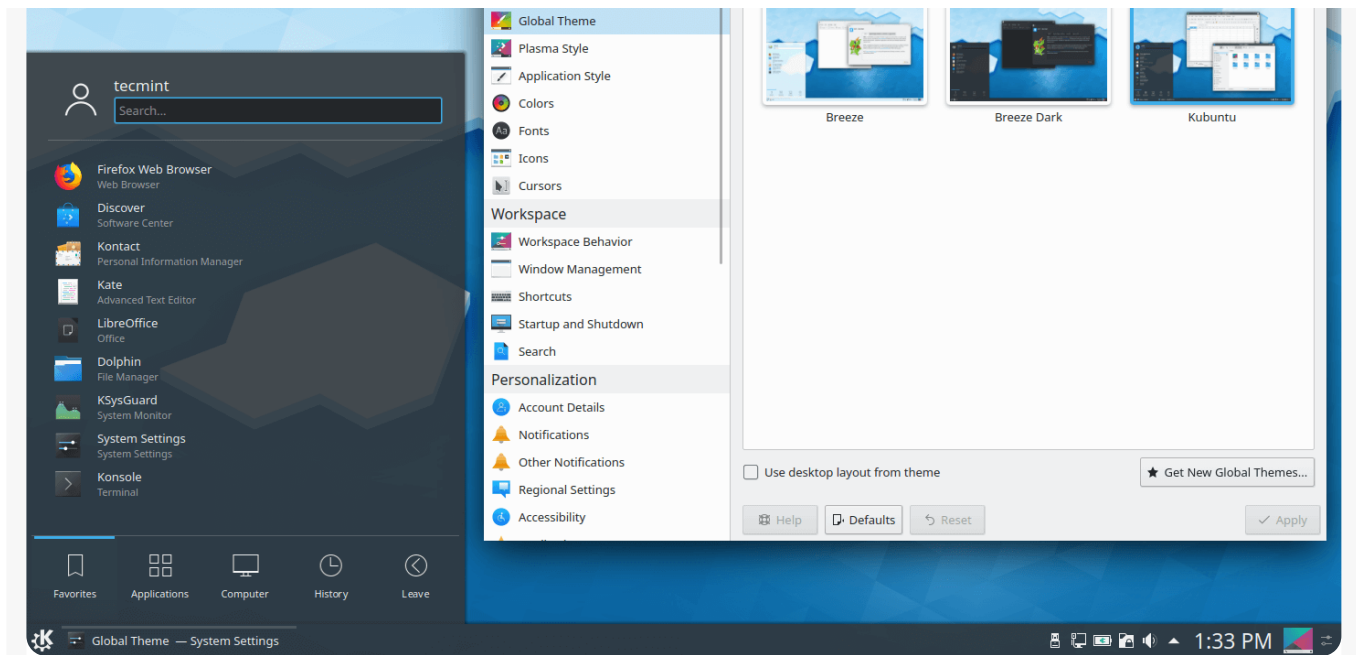 tecmint
Search...
Firefox Web Browser
Web Browser
Discover
Software Center
Kontact
Personal Information Manager
Kate
Advanced Text Editor
LibreOffice
Office
Dolphin
File Manager
KSysGuard
System Monitor
System Settings
System Settings
Konsole
Terminal
Favorites
Applications
Computer
History
Leave
Global Theme
Plasma Style
Application Style
Colors
Aa Fonts
Icons
Cursors
Workspace
Workspace Behavior
Window Management
Shortcuts
Startup and Shutdown
Search
Personalization
Account Details
Notifications
Other Notifications
Regional Settings
Accessibility
Breeze
Breeze Dark
Kubuntu
Use desktop layout from theme
Get New Global Themes...
Help
Defaults
Reset
Apply
Global Theme — System Settings
1:33 PM